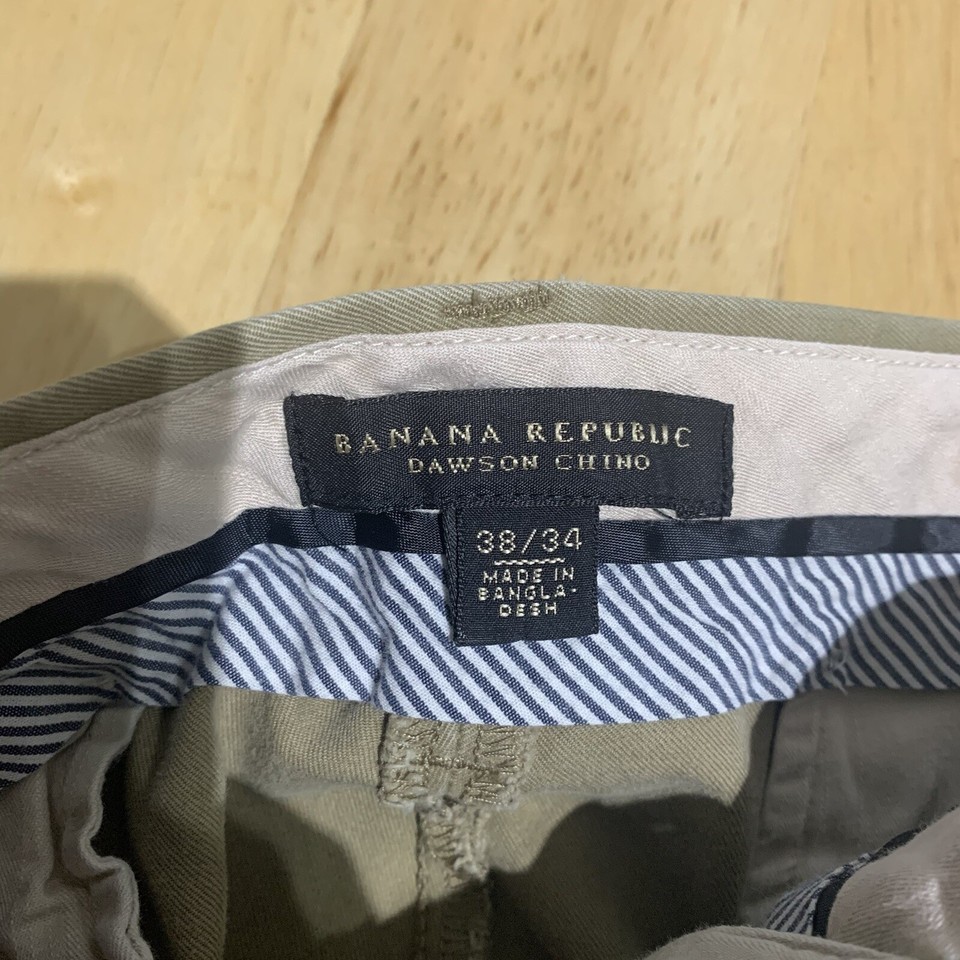 BANANA REPUBLIC
DAWSON CHINO
38/34
MADE IN
BANGLA-
DESH